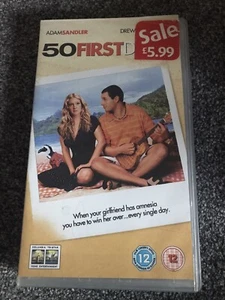 ADAMSANDLER DREW
Sale
£5.99
50FIRSTD
When your girlfriend has amnesia
you have to win her over...every single day.
12
12